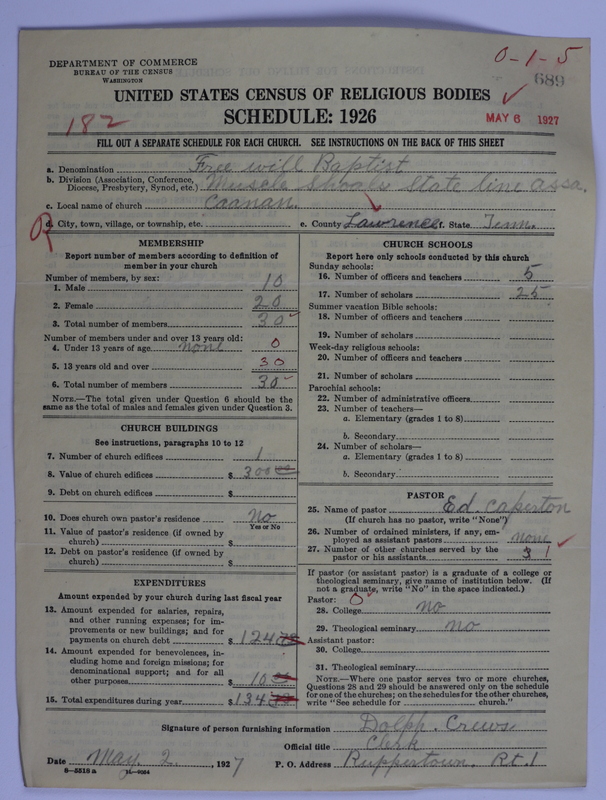 DEPARTMENT OF COMMERCE
BUREAU OF THE CENSUS
WASHINGTON
0-1-5
689
UNITED STATES CENSUS OF RELIGIOUS BODIES
SCHEDULE: 1926
MAY 6 1927
182
FILL OUT A SEPARATE SCHEDULE FOR EACH CHURCH. SEE INSTRUCTIONS ON THE BACK OF THIS SHEET
a. Denomination Free will Baptist
b. Division (Association, Conference, Diocese, Presbytery, Synod, etc.) Muscle Shoals State line Assa.
c. Local name of church Caanan.
d. City, town, village, or township, etc. e. County Lawrence f. State Tenn.
MEMBERSHIP
Report number of members according to definition of
member in your church
Number of members, by sex:
1. Male 10
2. Female 20
3. Total number of members 30
Number of members under and over 13 years old:
4. Under 13 years of age none 0
5. 13 years old and over 30
6. Total number of members 30
NOTE.—The total given under Question 6 should be the
same as the total of males and females given under Question 3.
CHURCH BUILDINGS
See instructions, paragraphs 10 to 12
7. Number of church edifices 1
8. Value of church edifices $ 300
9. Debt on church edifices $
10. Does church own pastor's residence No
Yes or No
11. Value of pastor's residence (if owned by
church) $
12. Debt on pastor's residence (if owned by
church) $
EXPENDITURES
Amount expended by your church during last fiscal year
13. Amount expended for salaries, repairs,
and other running expenses; for im-
provements or new buildings; and for
payments on church debt $ 124
14. Amount expended for benevolences, in-
cluding home and foreign missions; for
denominational support; and for all
other purposes $ 10
15. Total expenditures during year $ 134
CHURCH SCHOOLS
Report here only schools conducted by this church
Sunday schools:
16. Number of officers and teachers 5
17. Number of scholars 25
Summer vacation Bible schools:
18. Number of officers and teachers
19. Number of scholars
Week-day religious schools:
20. Number of officers and teachers
21. Number of scholars
Parochial schools:
22. Number of administrative officers
23. Number of teachers—
a. Elementary (grades 1 to 8)
b. Secondary
24. Number of scholars—
a. Elementary (grades 1 to 8)
b. Secondary
PASTOR
25. Name of pastor Ed. Caperton
(If church has no pastor, write "None")
26. Number of ordained ministers, if any, em-
ployed as assistant pastors none
27. Number of other churches served by the
pastor or his assistants 3 1
If pastor (or assistant pastor) is a graduate of a college or
theological seminary, give name of institution below. (If
not a graduate, write "No" in the space indicated.)
Pastor: 0
28. College no
29. Theological seminary no
Assistant pastor:
30. College
31. Theological seminary
NOTE.—Where one pastor serves two or more churches,
Questions 28 and 29 should be answered only on the schedule
for one of the churches; on the schedules for the other churches,
write "See schedule for church."
Signature of person furnishing information Dolph. Crews
Official title Clerk
Date May 2, 1927 P. O. Address Ruppertown. Rt. 1
8—5518 a 11—9054